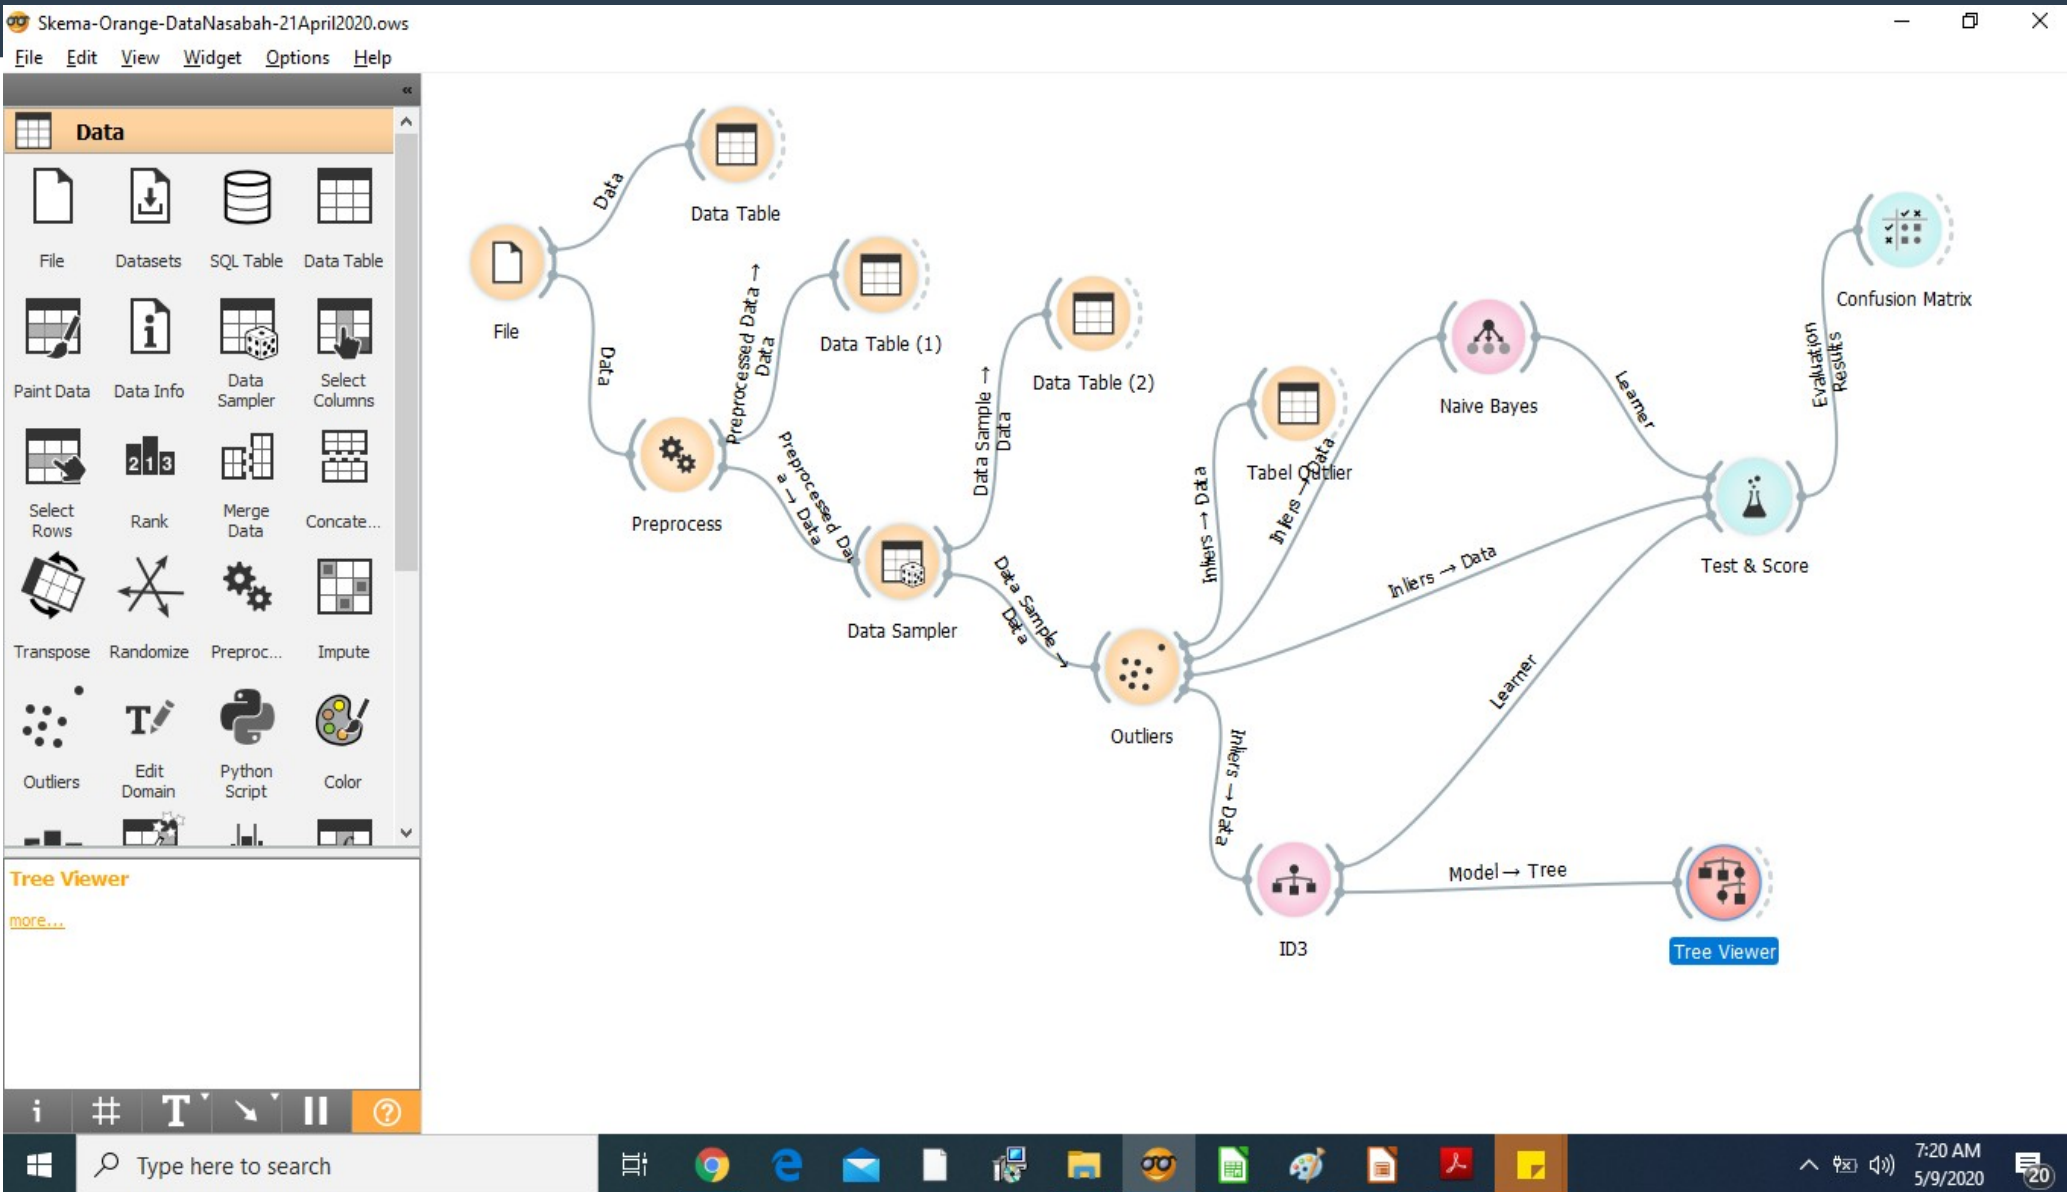 Skema-Orange-DataNasabah-21April2020.ows
File Edit View Widget Options Help
«
Data
File Datasets SQL Table Data Table
Paint Data Data Info Data Sampler Select Columns
Select Rows Rank Merge Data Concate...
Transpose Randomize Preproc... Impute
Outliers Edit Domain Python Script Color
Tree Viewer
more...
Data
Data Table
File
Data
Preprocessed Data →
Data
Data Table (1)
Preprocess
Preprocessed Dat
a → Data
Data Sample →
Data
Data Table (2)
Data Sampler
Data Sample →
Data
Outliers
Inliers → Data
Tabel Outlier
Inliers → Data
Naive Bayes
Learner
Inliers → Data
Test & Score
Evaluation
Results
Confusion Matrix
Inliers → Data
ID3
Learner
Model → Tree
Tree Viewer
Type here to search
7:20 AM
5/9/2020
20